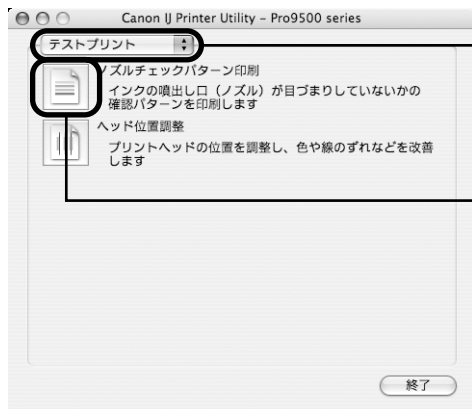 Canon IJ Printer Utility – Pro9500 series
テストプリント
ノズルチェックパターン印刷
インクの噴出し口（ノズル）が目づまりしていないかの
確認パターンを印刷します
ヘッド位置調整
プリントヘッドの位置を調整し、色や線のずれなどを改善
します
終了